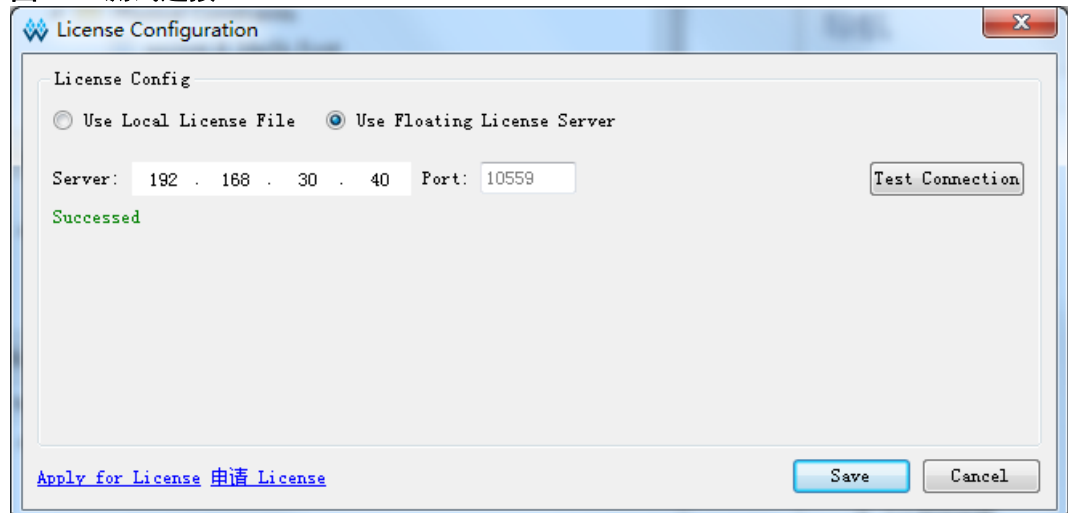 License Configuration
License Config
Use Local License File Use Floating License Server
Server: 192 . 168 . 30 . 40 Port: 10559 Test Connection
Successed
Apply for License 申请 License Save Cancel